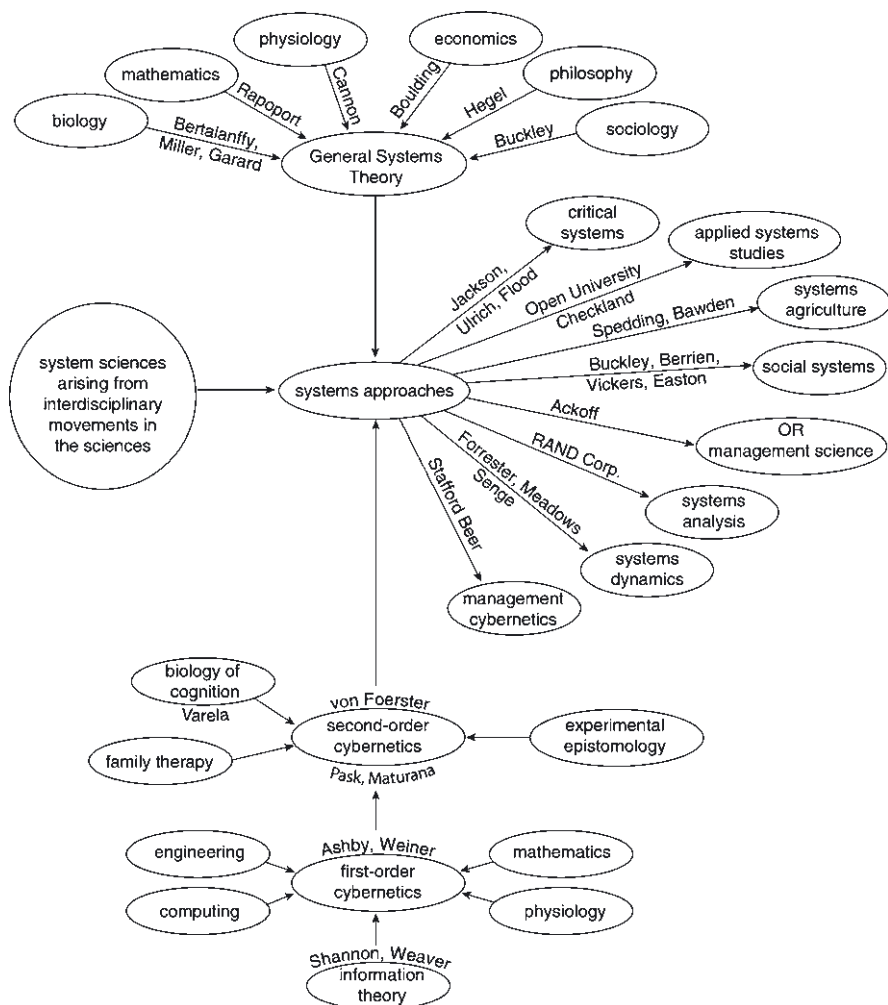 physiology
economics
mathematics
philosophy
Cannon
Boulding
Rapoport
Hegel
biology
sociology
Bertalanffy,
Miller, Garard
Buckley
General Systems
Theory
critical
systems
applied systems
studies
Jackson,
Ulrich, Flood
Open University
Checkland
systems
agriculture
Spedding, Bawden
system sciences
arising from
interdisciplinary
movements in
the sciences
systems approaches
Buckley, Berrien,
Vickers, Easton
social systems
Ackoff
OR
management science
RAND Corp.
systems
analysis
Forrester, Meadows
Senge
systems
dynamics
Stafford Beer
management
cybernetics
biology of
cognition
Varela
von Foerster
second-order
cybernetics
Pask, Maturana
experimental
epistomology
family therapy
engineering
Ashby, Weiner
first-order
cybernetics
mathematics
computing
physiology
Shannon, Weaver
information
theory